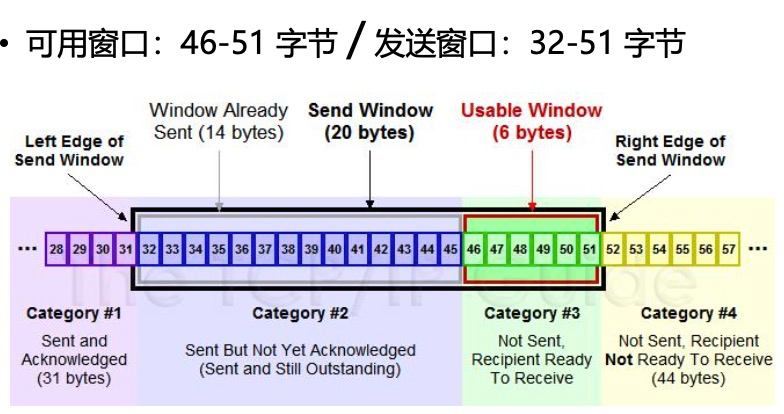 • 可用窗口：46-51 字节 / 发送窗口：32-51 字节
Window Already
Sent (14 bytes)
Send Window
(20 bytes)
Usable Window
(6 bytes)
Left Edge of
Send Window
Right Edge of
Send Window
... 28 29 30 31 32 33 34 35 36 37 38 39 40 41 42 43 44 45 46 47 48 49 50 51 52 53 54 55 56 57 ...
The TCP/IP Guide
Category #1
Sent and
Acknowledged
(31 bytes)
Category #2
Sent But Not Yet Acknowledged
(Sent and Still Outstanding)
Category #3
Not Sent,
Recipient Ready
To Receive
Category #4
Not Sent, Recipient
Not Ready To Receive
(44 bytes)